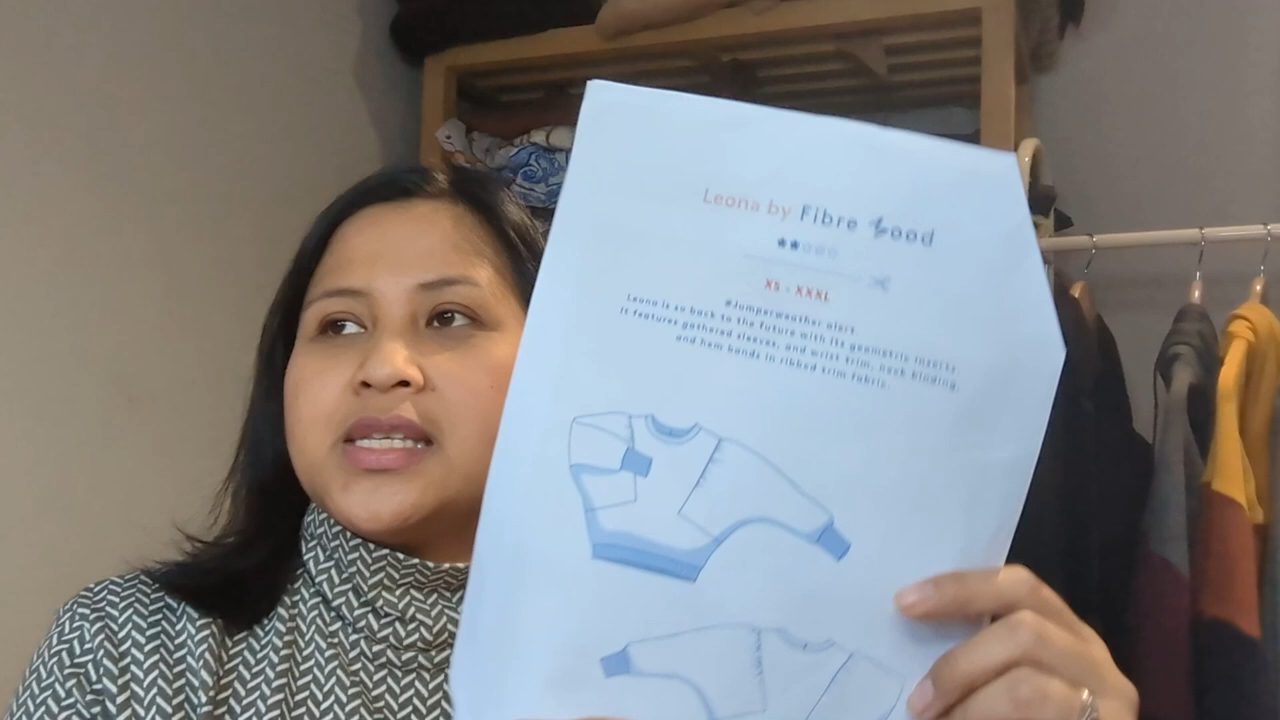 Leona by Fibre Mood
XS - XXXL
#Jumperweather alert
Leona is so back to the future with its geometric inserts.
It features gathered sleeves, and wrist trim, neck binding,
and hem bands in ribbed trim fabric.